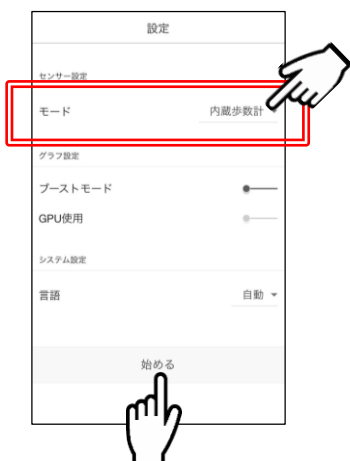 設定
センサー設定
モード 内蔵歩数計
グラフ設定
ブーストモード
GPU使用
システム設定
言語 自動
始める